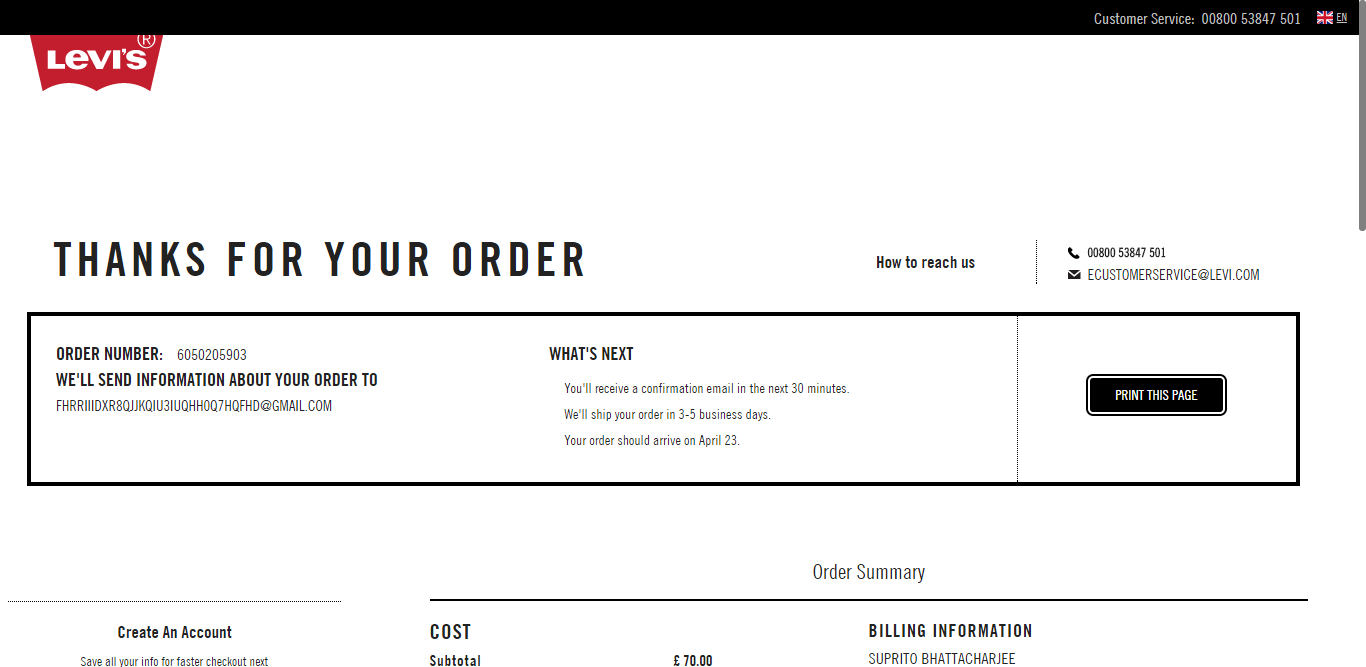 Customer Service: 00800 53847 501 EN
LEVI'S ®
THANKS FOR YOUR ORDER
How to reach us
00800 53847 501
ECUSTOMERSERVICE@LEVI.COM
ORDER NUMBER: 6050205903
WE'LL SEND INFORMATION ABOUT YOUR ORDER TO
FHRRIIIDXR8QJJKQIU3IUQHH0Q7HQFHD@GMAIL.COM
WHAT'S NEXT
You'll receive a confirmation email in the next 30 minutes.
We'll ship your order in 3-5 business days.
Your order should arrive on April 23.
PRINT THIS PAGE
Order Summary
Create An Account
Save all your info for faster checkout next
COST
Subtotal £ 70.00
BILLING INFORMATION
SUPRITO BHATTACHARJEE